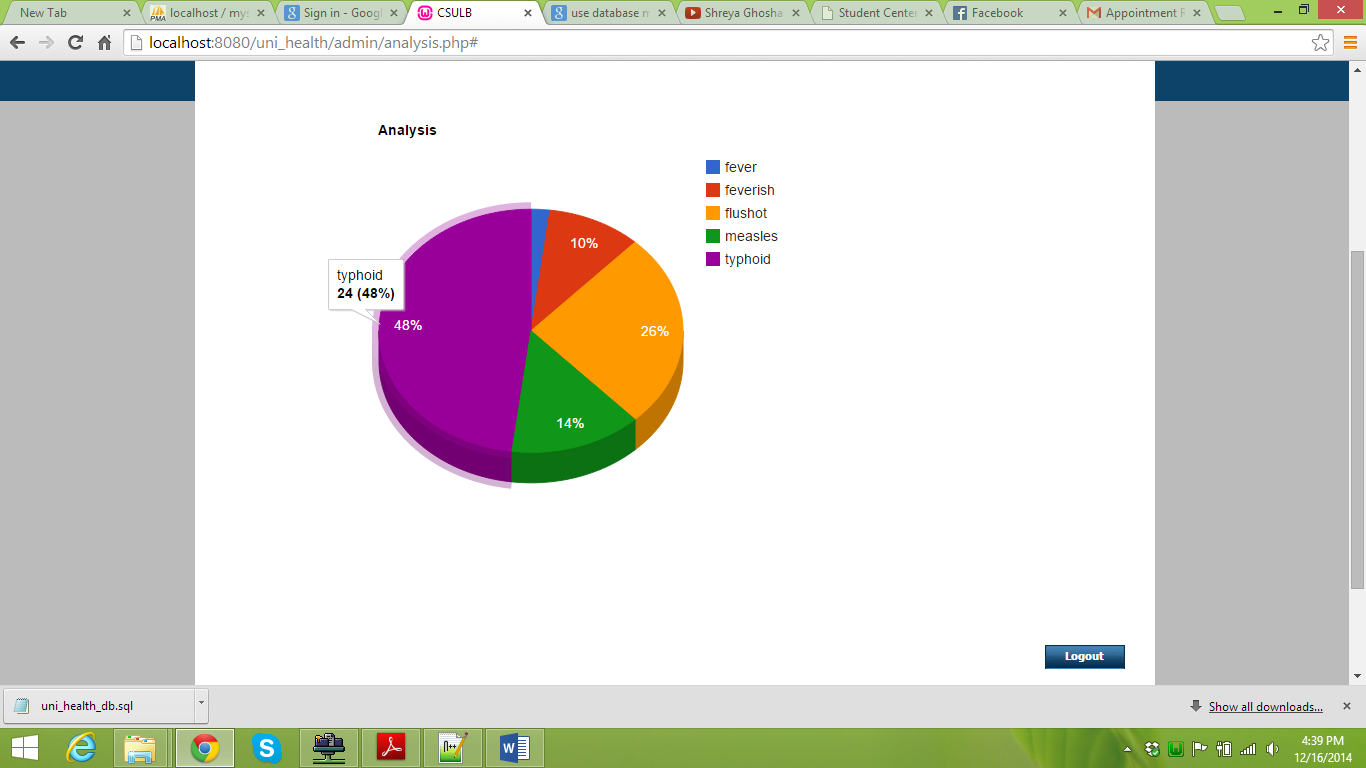 New Tab
localhost / mys
Sign in - Googl
CSULB
use database m
Shreya Ghosha
Student Cente
Facebook
Appointment R
localhost:8080/uni_health/admin/analysis.php#
Analysis
fever
feverish
flushot
measles
typhoid
10%
typhoid
24 (48%)
48%
26%
14%
Logout
uni_health_db.sql
Show all downloads...
4:39 PM
12/16/2014